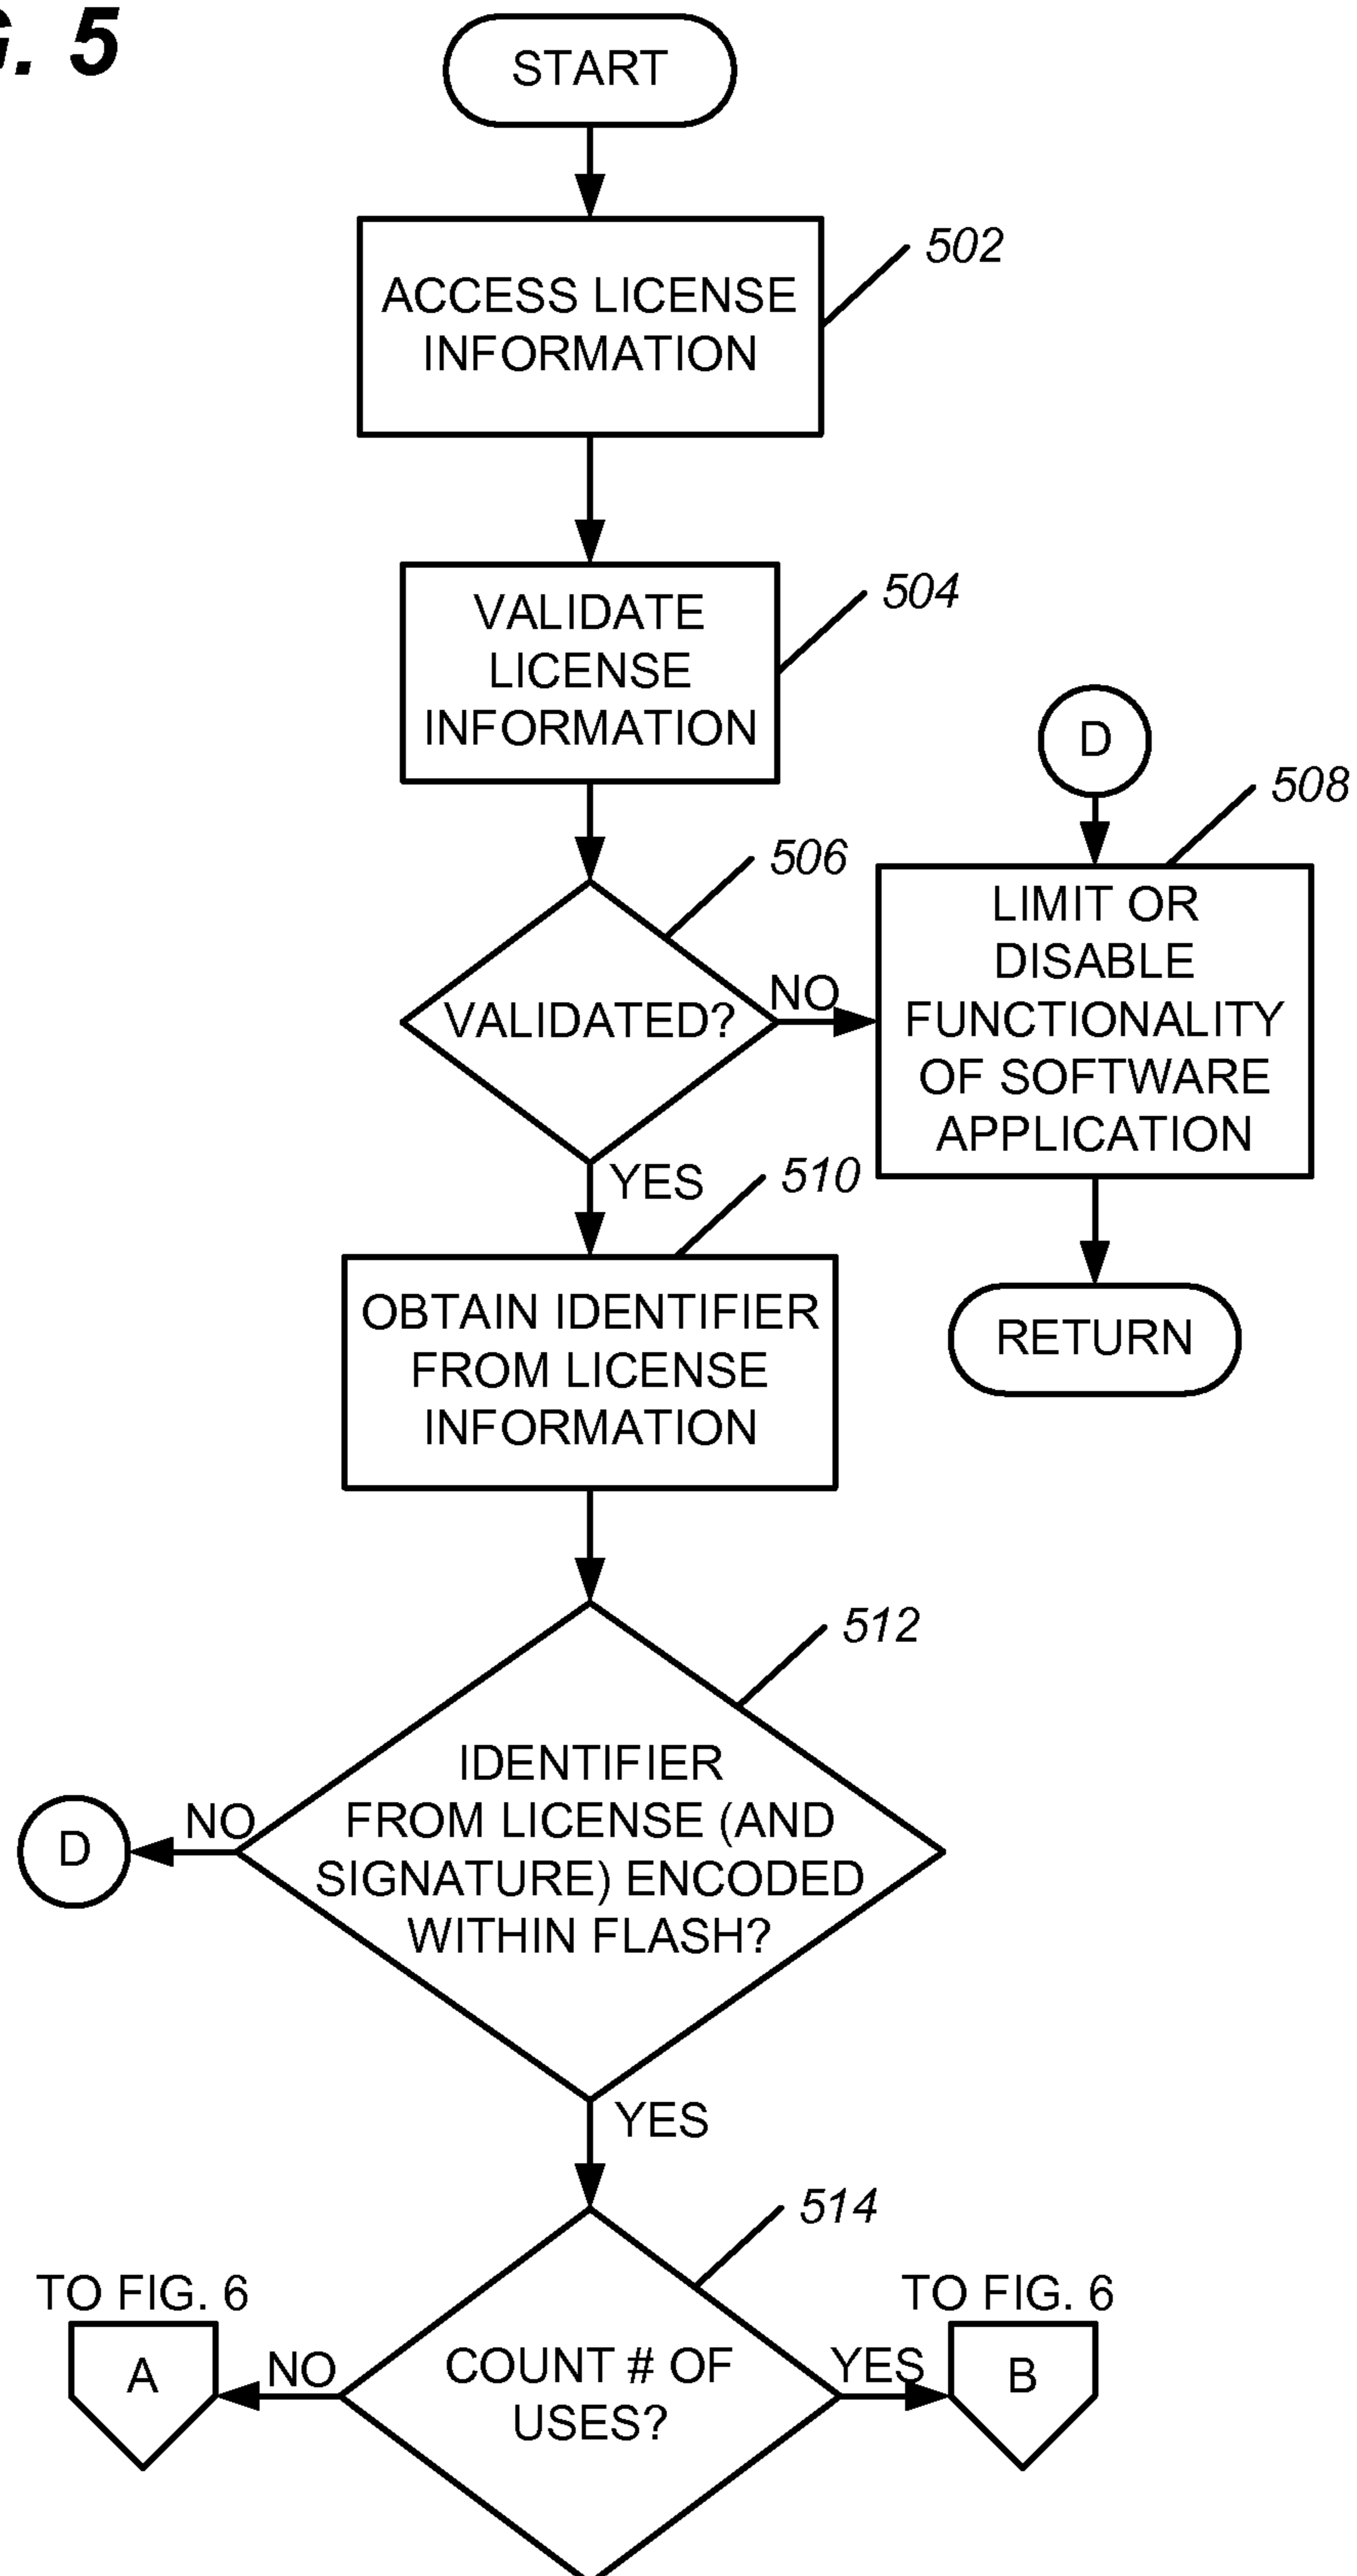 G. 5
START
502
ACCESS LICENSE
INFORMATION
504
VALIDATE
LICENSE
INFORMATION
D
508
506
LIMIT OR
DISABLE
FUNCTIONALITY
OF SOFTWARE
APPLICATION
VALIDATED?
NO
YES
510
OBTAIN IDENTIFIER
FROM LICENSE
INFORMATION
RETURN
512
IDENTIFIER
FROM LICENSE (AND
SIGNATURE) ENCODED
WITHIN FLASH?
NO
D
YES
514
TO FIG. 6
TO FIG. 6
A
NO
COUNT # OF
USES?
YES
B